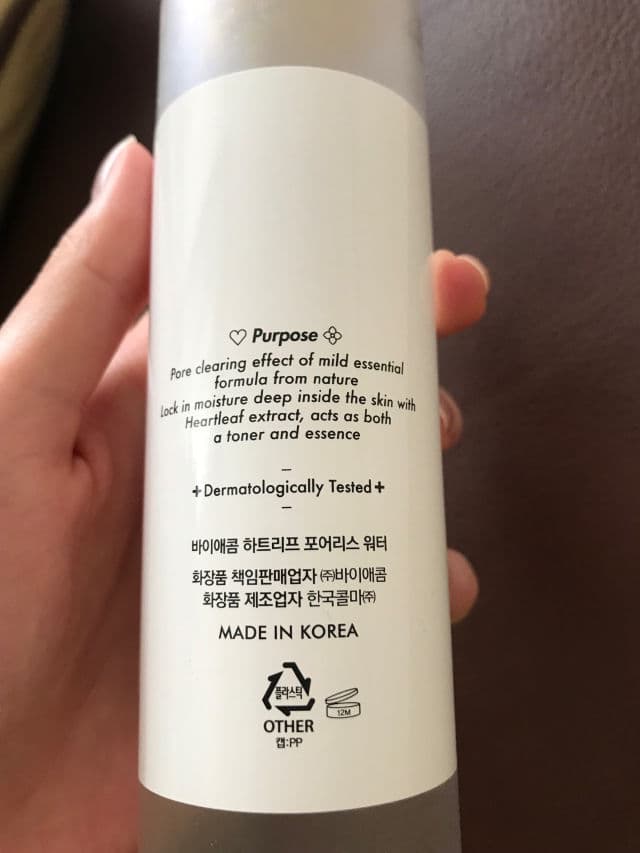 ♡ Purpose
Pore clearing effect of mild essential
formula from nature
Lock in moisture deep inside the skin with
Heartleaf extract, acts as both
a toner and essence
+Dermatologically Tested+
바이애콤 하트리프 포어리스 워터
화장품 책임판매업자 ㈜바이애콤
화장품 제조업자 한국콜마㈜
MADE IN KOREA
플라스틱
12M
OTHER
캡:PP